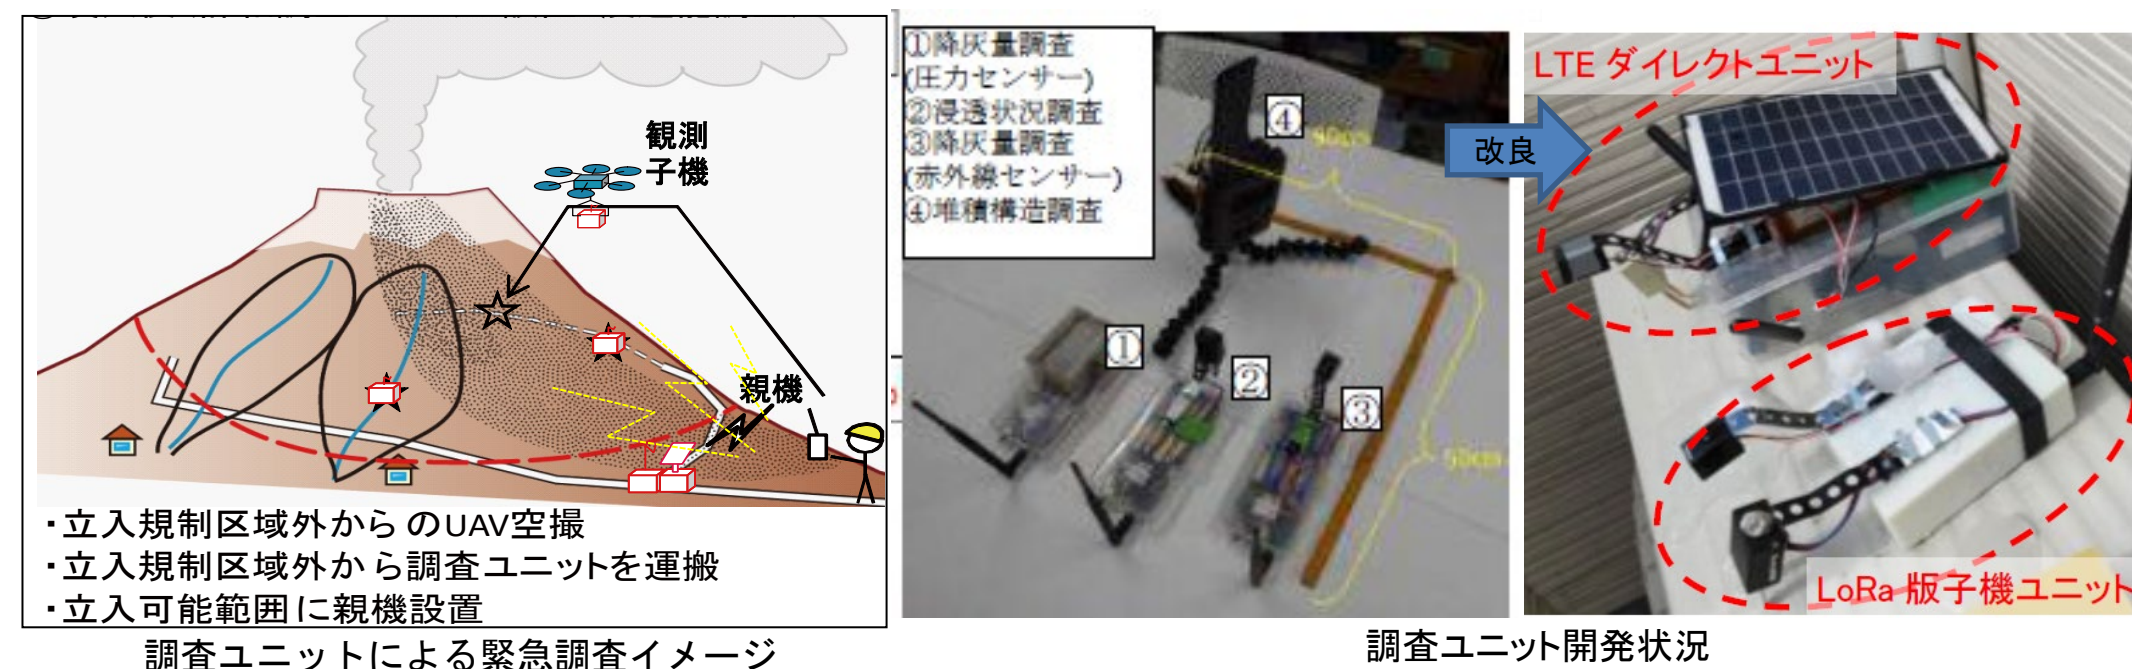 観測
子機
親機
・立入規制区域外からのUAV空撮
・立入規制区域外から調査ユニットを運搬
・立入可能範囲に親機設置
調査ユニットによる緊急調査イメージ
①降灰量調査
(圧力センサー)
②浸透状況調査
③降灰量調査
(赤外線センサー)
④堆積構造調査
④
①
②
③
改良
LTE ダイレクトユニット
LoRa 版子機ユニット
調査ユニット開発状況